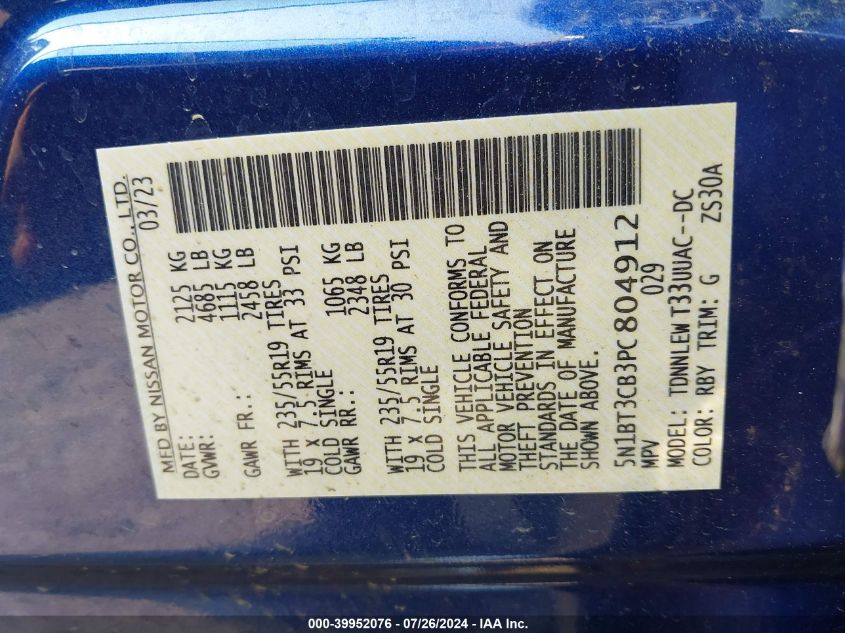 MFD BY NISSAN MOTOR CO., LTD.
DATE: 03/23
GVWR: 2125 KG
4685 LB
GAWR FR.: 1115 KG
2458 LB
WITH 235/55R19 TIRES
19 X 7.5 RIMS AT 33 PSI
COLD SINGLE
GAWR RR.: 1065 KG
2348 LB
WITH 235/55R19 TIRES
19 X 7.5 RIMS AT 30 PSI
COLD SINGLE
THIS VEHICLE CONFORMS TO
ALL APPLICABLE FEDERAL
MOTOR VEHICLE SAFETY AND
THEFT PREVENTION
STANDARDS IN EFFECT ON
THE DATE OF MANUFACTURE
SHOWN ABOVE.
5N1BT3CB3PC804912
MPV 029
MODEL: TDNNLEWT33UUAC--DC
COLOR: RBY TRIM: G ZS30A
000-39952076 - 07/26/2024 - IAA Inc.